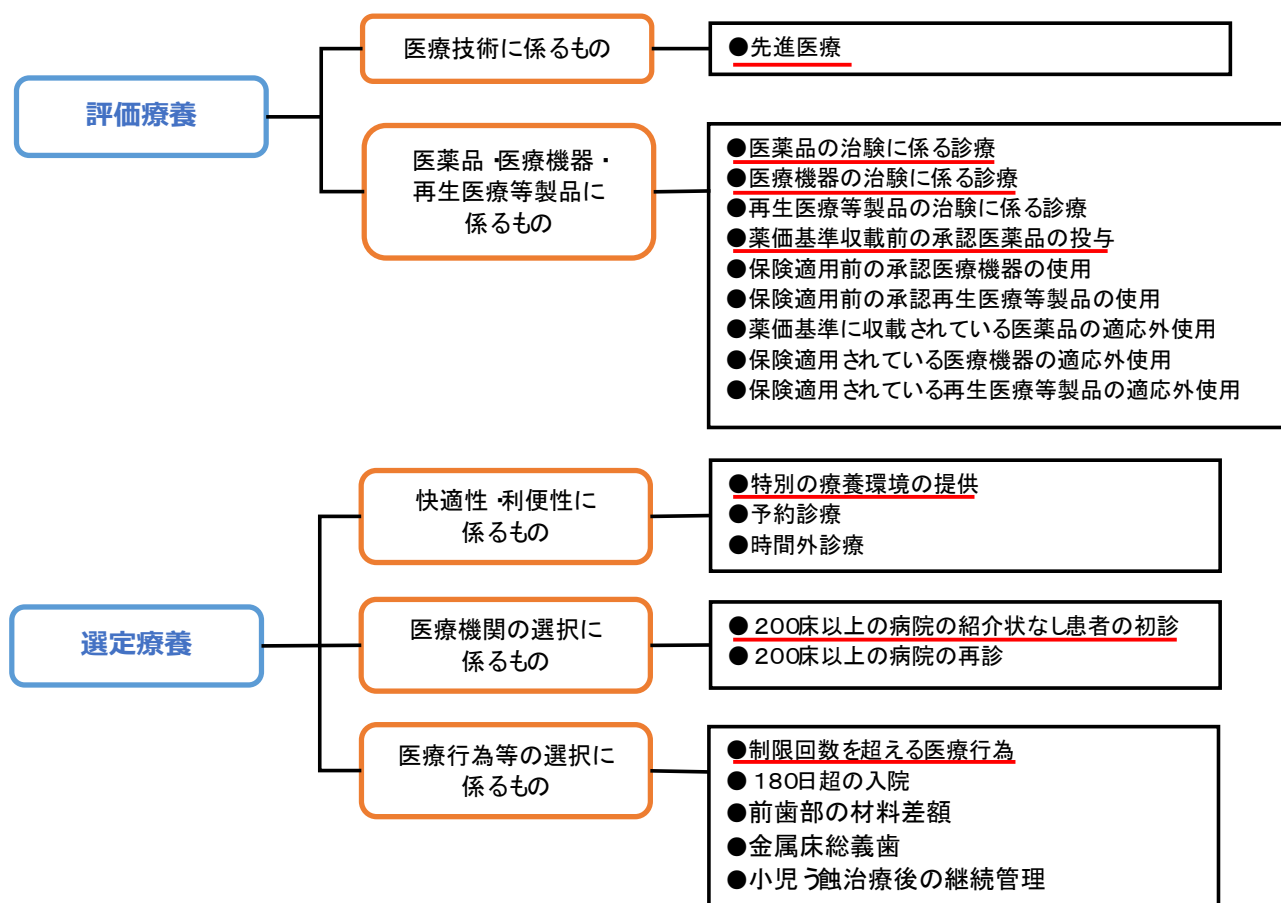 評価療養
医療技術に係るもの
●先進医療
医薬品・医療機器・
再生医療等製品に
係るもの
●医薬品の治験に係る診療
●医療機器の治験に係る診療
●再生医療等製品の治験に係る診療
●薬価基準収載前の承認医薬品の投与
●保険適用前の承認医療機器の使用
●保険適用前の承認再生医療等製品の使用
●薬価基準に収載されている医薬品の適応外使用
●保険適用されている医療機器の適応外使用
●保険適用されている再生医療等製品の適応外使用
選定療養
快適性・利便性に
係るもの
●特別の療養環境の提供
●予約診療
●時間外診療
医療機関の選択に
係るもの
●200床以上の病院の紹介状なし患者の初診
●200床以上の病院の再診
医療行為等の選択に
係るもの
●制限回数を超える医療行為
●180日超の入院
●前歯部の材料差額
●金属床総義歯
●小児う蝕治療後の継続管理